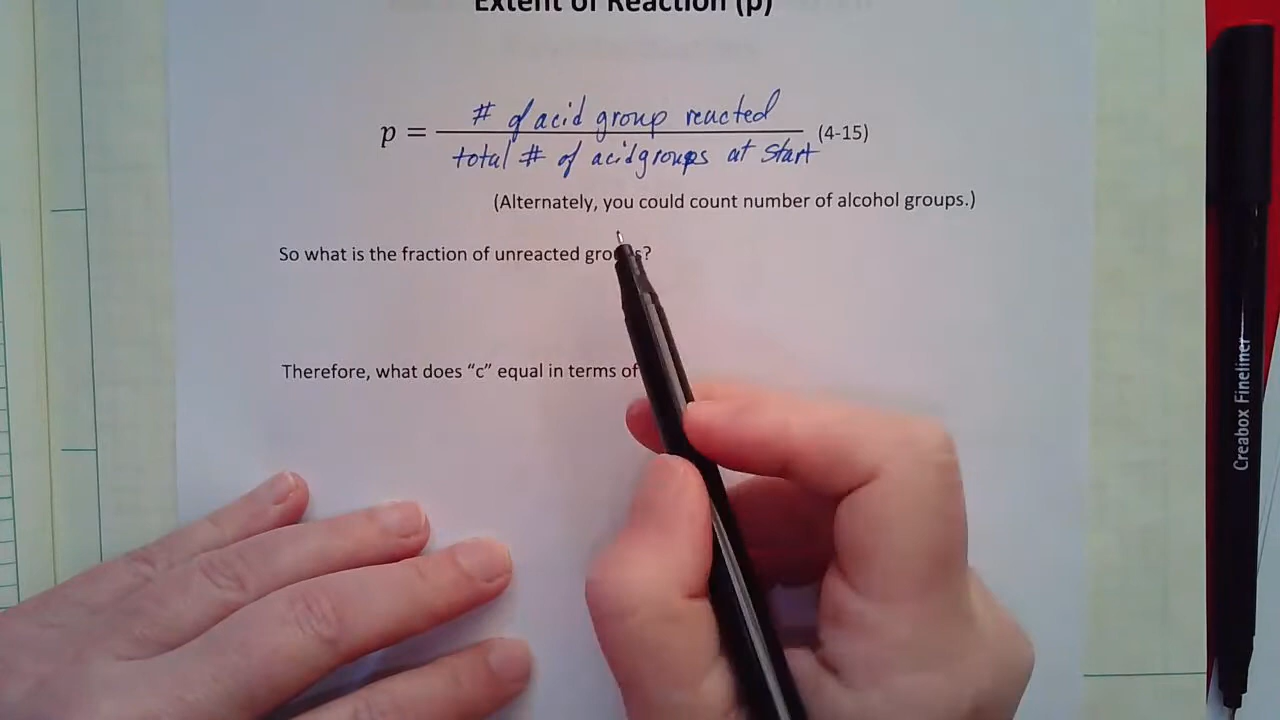 Extent of Reaction (p)
# of acid group reacted
p = (4-15)
total # of acid groups at start
(Alternately, you could count number of alcohol groups.)
So what is the fraction of unreacted groups?
Therefore, what does “c” equal in terms of
Creabox Fineliner